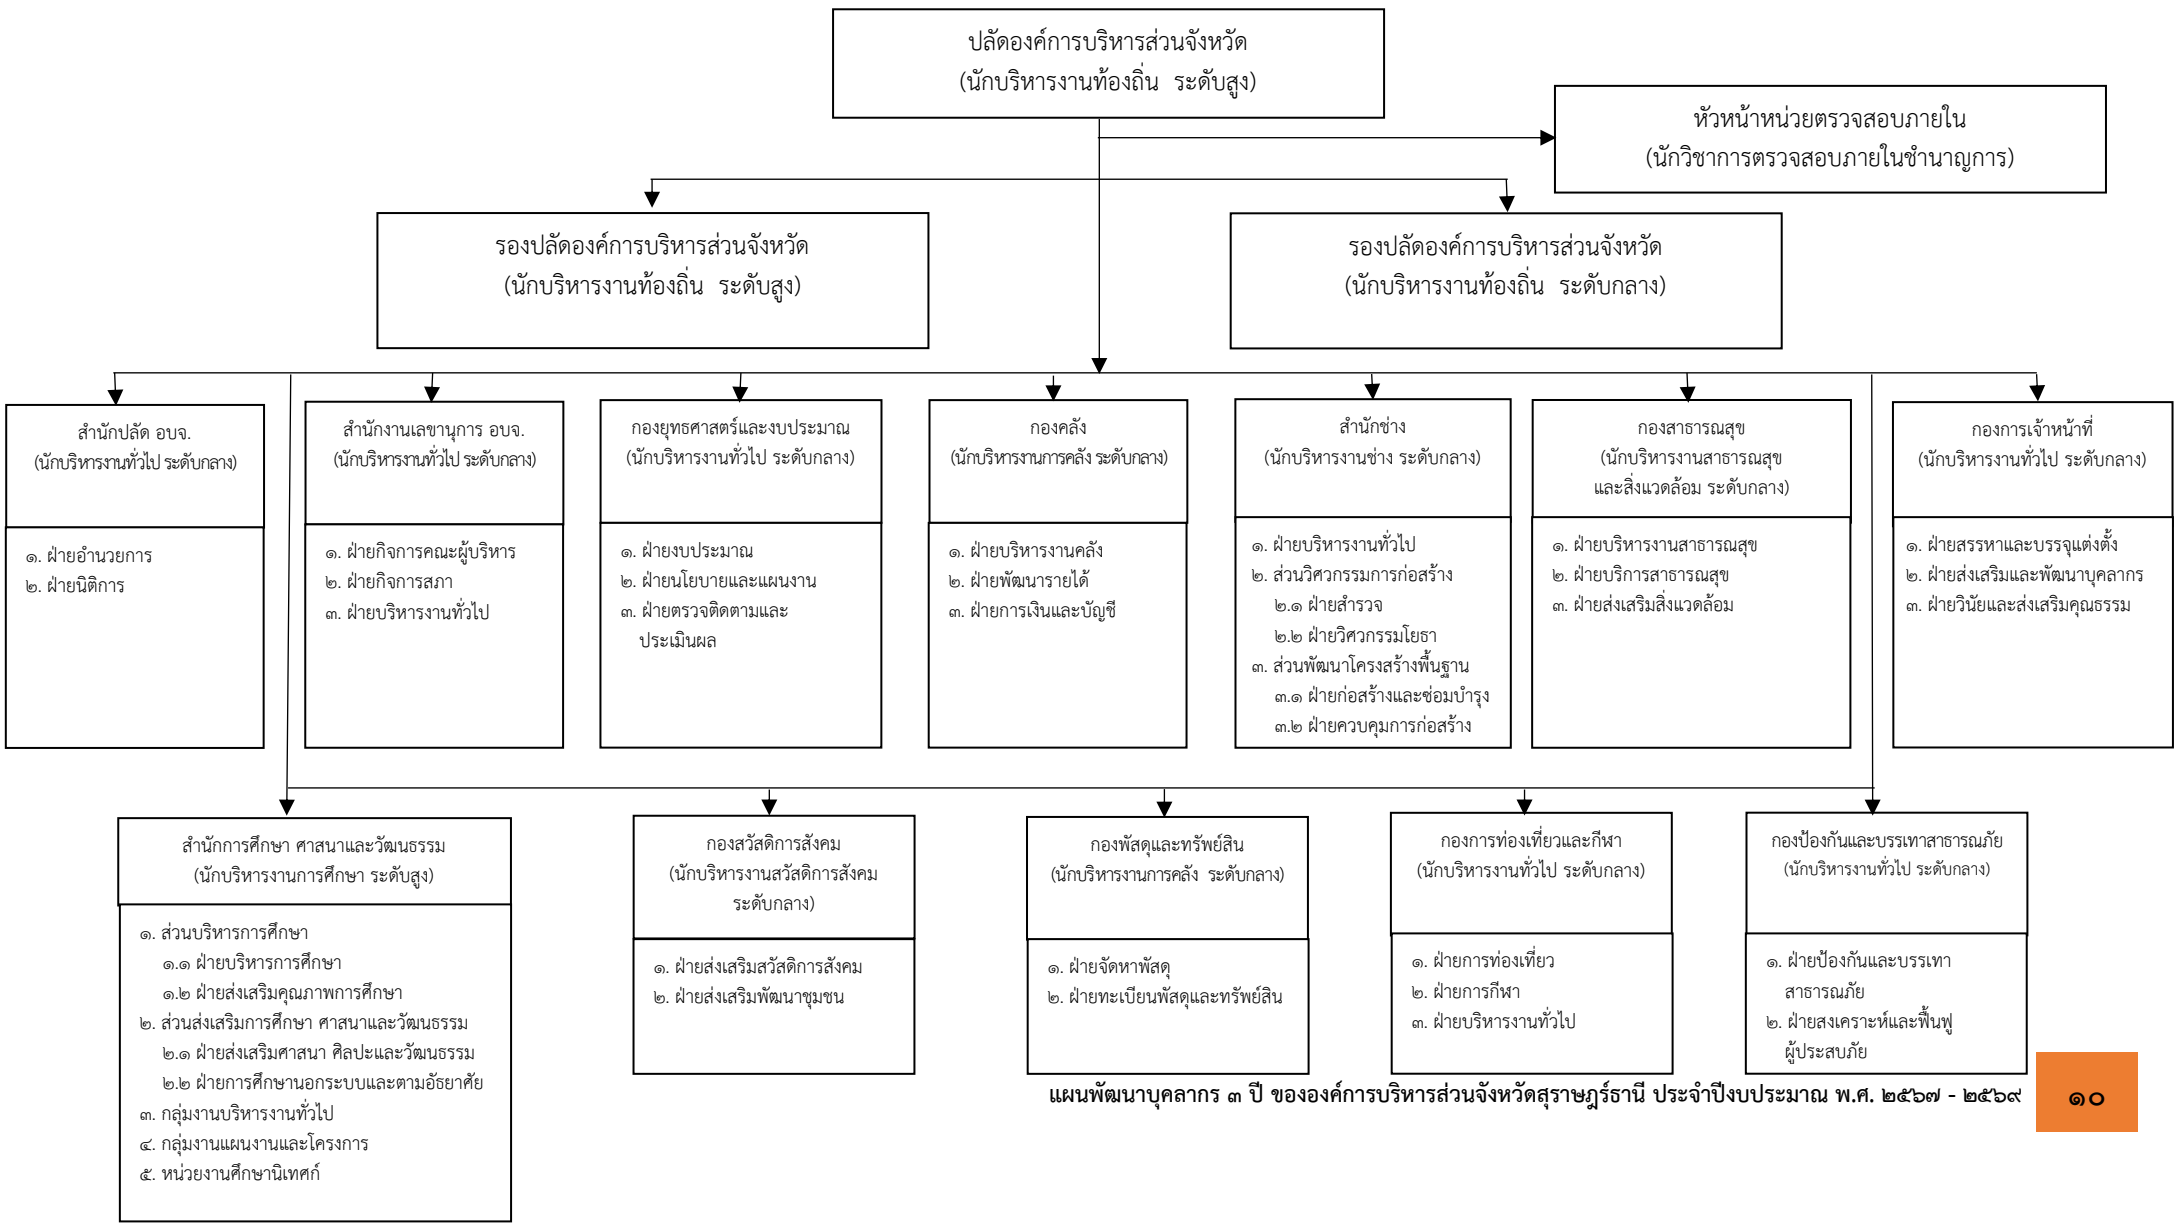 ปลัดองค์การบริหารส่วนจังหวัด
(นักบริหารงานท้องถิ่น ระดับสูง)
หัวหน้าหน่วยตรวจสอบภายใน
(นักวิชาการตรวจสอบภายในชำนาญการ)
รองปลัดองค์การบริหารส่วนจังหวัด
(นักบริหารงานท้องถิ่น ระดับสูง)
รองปลัดองค์การบริหารส่วนจังหวัด
(นักบริหารงานท้องถิ่น ระดับกลาง)
สำนักปลัด อบจ.
(นักบริหารงานทั่วไป ระดับกลาง)
๑. ฝ่ายอำนวยการ
๒. ฝ่ายนิติการ
สำนักงานเลขานุการ อบจ.
(นักบริหารงานทั่วไป ระดับกลาง)
๑. ฝ่ายกิจการคณะผู้บริหาร
๒. ฝ่ายกิจการสภา
๓. ฝ่ายบริหารงานทั่วไป
กองยุทธศาสตร์และงบประมาณ
(นักบริหารงานทั่วไป ระดับกลาง)
๑. ฝ่ายงบประมาณ
๒. ฝ่ายนโยบายและแผนงาน
๓. ฝ่ายตรวจติดตามและ
ประเมินผล
กองคลัง
(นักบริหารงานการคลัง ระดับกลาง)
๑. ฝ่ายบริหารงานคลัง
๒. ฝ่ายพัฒนารายได้
๓. ฝ่ายการเงินและบัญชี
สำนักช่าง
(นักบริหารงานช่าง ระดับกลาง)
๑. ฝ่ายบริหารงานทั่วไป
๒. ส่วนวิศวกรรมการก่อสร้าง
๒.๑ ฝ่ายสำรวจ
๒.๒ ฝ่ายวิศวกรรมโยธา
๓. ส่วนพัฒนาโครงสร้างพื้นฐาน
๓.๑ ฝ่ายก่อสร้างและซ่อมบำรุง
๓.๒ ฝ่ายควบคุมการก่อสร้าง
กองสาธารณสุข
(นักบริหารงานสาธารณสุข
และสิ่งแวดล้อม ระดับกลาง)
๑. ฝ่ายบริหารงานสาธารณสุข
๒. ฝ่ายบริการสาธารณสุข
๓. ฝ่ายส่งเสริมสิ่งแวดล้อม
กองการเจ้าหน้าที่
(นักบริหารงานทั่วไป ระดับกลาง)
๑. ฝ่ายสรรหาและบรรจุแต่งตั้ง
๒. ฝ่ายส่งเสริมและพัฒนาบุคลากร
๓. ฝ่ายวินัยและส่งเสริมคุณธรรม
สำนักการศึกษา ศาสนาและวัฒนธรรม
(นักบริหารงานการศึกษา ระดับสูง)
๑. ส่วนบริหารการศึกษา
๑.๑ ฝ่ายบริหารการศึกษา
๑.๒ ฝ่ายส่งเสริมคุณภาพการศึกษา
๒. ส่วนส่งเสริมการศึกษา ศาสนาและวัฒนธรรม
๒.๑ ฝ่ายส่งเสริมศาสนา ศิลปะและวัฒนธรรม
๒.๒ ฝ่ายการศึกษานอกระบบและตามอัธยาศัย
๓. กลุ่มงานบริหารงานทั่วไป
๔. กลุ่มงานแผนงานและโครงการ
๕. หน่วยงานศึกษานิเทศก์
กองสวัสดิการสังคม
(นักบริหารงานสวัสดิการสังคม
ระดับกลาง)
๑. ฝ่ายส่งเสริมสวัสดิการสังคม
๒. ฝ่ายส่งเสริมพัฒนาชุมชน
กองพัสดุและทรัพย์สิน
(นักบริหารงานการคลัง ระดับกลาง)
๑. ฝ่ายจัดหาพัสดุ
๒. ฝ่ายทะเบียนพัสดุและทรัพย์สิน
กองการท่องเที่ยวและกีฬา
(นักบริหารงานทั่วไป ระดับกลาง)
๑. ฝ่ายการท่องเที่ยว
๒. ฝ่ายการกีฬา
๓. ฝ่ายบริหารงานทั่วไป
กองป้องกันและบรรเทาสาธารณภัย
(นักบริหารงานทั่วไป ระดับกลาง)
๑. ฝ่ายป้องกันและบรรเทา
สาธารณภัย
๒. ฝ่ายสงเคราะห์และฟื้นฟู
ผู้ประสบภัย
แผนพัฒนาบุคลากร ๓ ปี ขององค์การบริหารส่วนจังหวัดสุราษฎร์ธานี ประจำปีงบประมาณ พ.ศ. ๒๕๖๗ - ๒๕๖๙
๑๐